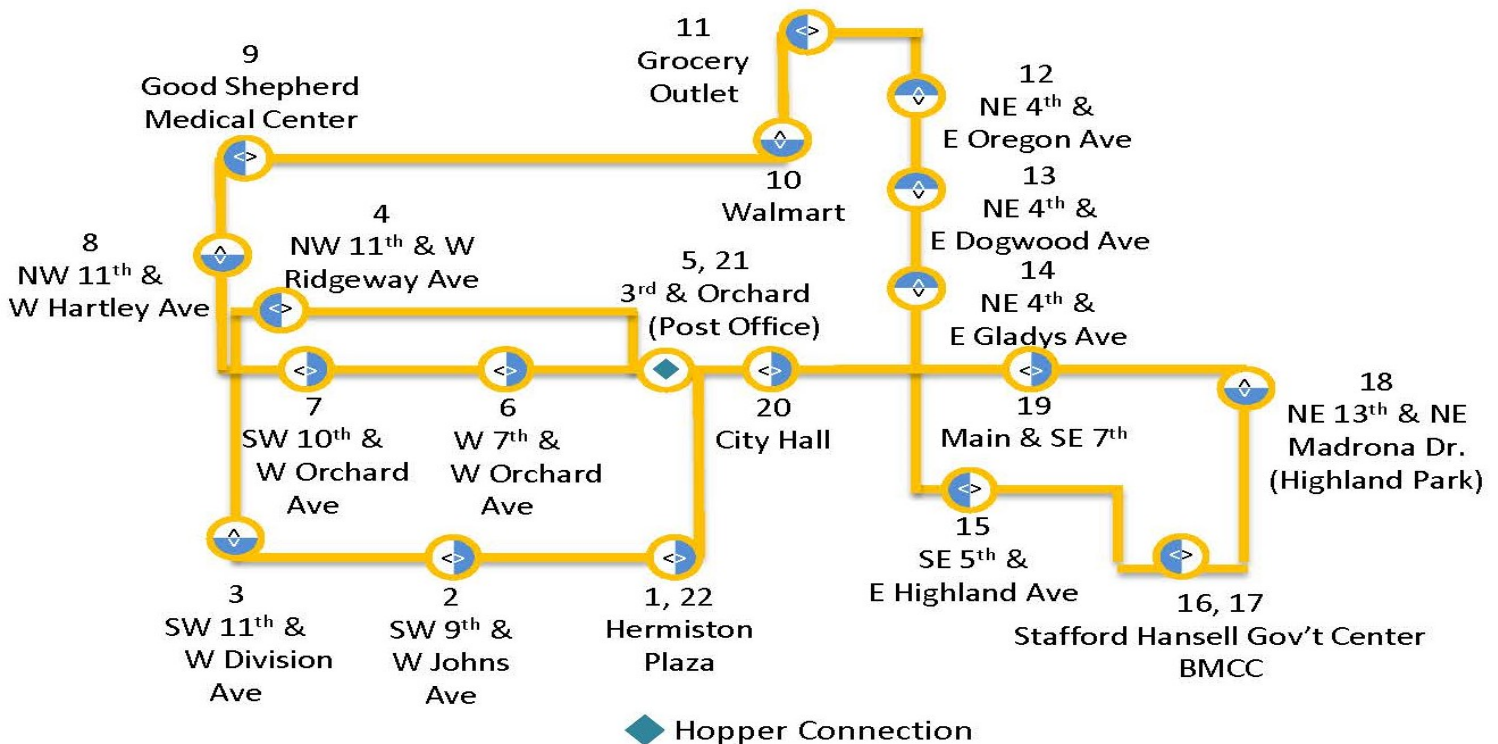 9
Good Shepherd
Medical Center
11
Grocery
Outlet
12
NE 4th &
E Oregon Ave
10
Walmart
13
NE 4th &
E Dogwood Ave
8
NW 11th &
W Hartley Ave
4
NW 11th & W
Ridgeway Ave
5, 21
3rd & Orchard
(Post Office)
14
NE 4th &
E Gladys Ave
7
SW 10th &
W Orchard
Ave
6
W 7th &
W Orchard
Ave
20
City Hall
19
Main & SE 7th
18
NE 13th & NE
Madrona Dr.
(Highland Park)
15
SE 5th &
E Highland Ave
3
SW 11th &
W Division
Ave
2
SW 9th &
W Johns
Ave
1, 22
Hermiston
Plaza
16, 17
Stafford Hansell Gov’t Center
BMCC
Hopper Connection